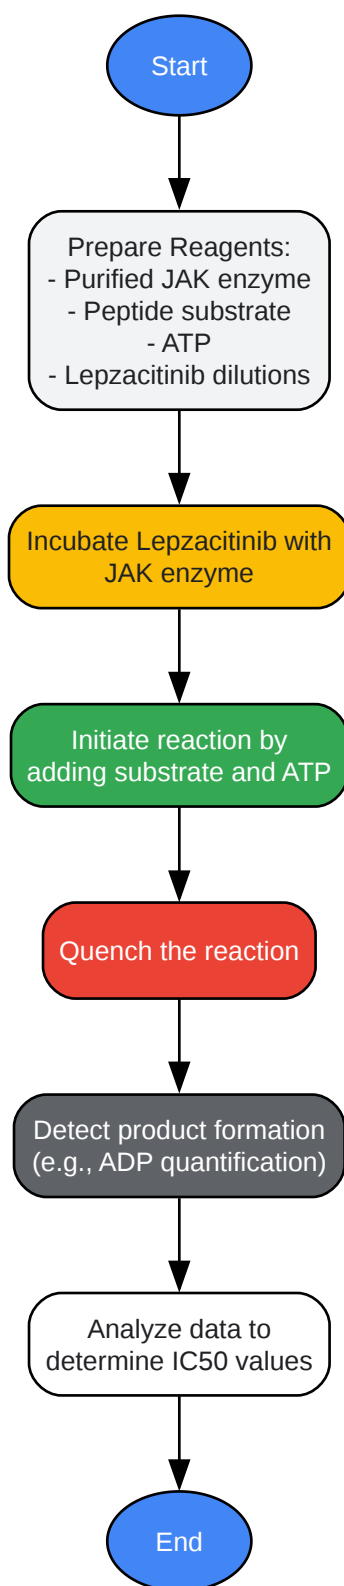 Start
Prepare Reagents:
- Purified JAK enzyme
- Peptide substrate
- ATP
- Lepzacitinib dilutions
Incubate Lepzacitinib with
JAK enzyme
Initiate reaction by
adding substrate and ATP
Quench the reaction
Detect product formation
(e.g., ADP quantification)
Analyze data to
determine IC50 values
End